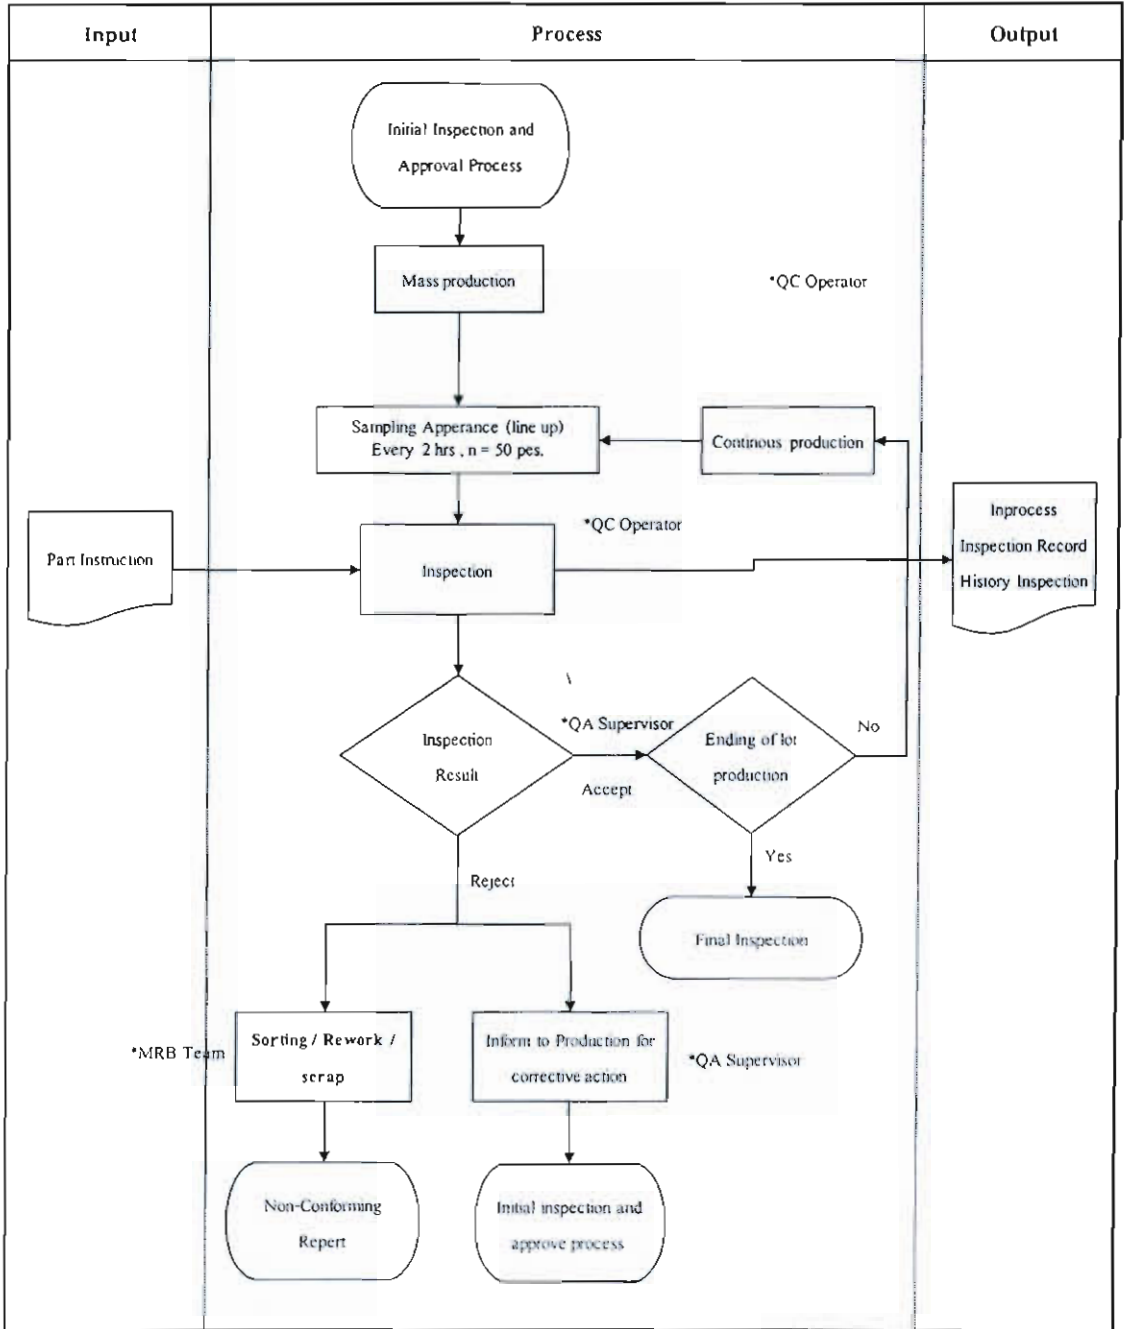 Input
Process
Output
Initial Inspection and
Approval Process
Mass production
*QC Operator
Sampling Apperance (line up)
Every 2 hrs , n = 50 pes.
Continous production
*QC Operator
Part Instruction
Inspection
Inprocess
Inspection Record
History Inspection
*QA Supervisor
Inspection
Result
Accept
Ending of lot
production
No
Yes
Reject
Final Inspection
*MRB Team
Sorting / Rework /
scrap
Inform to Production for
corrective action
*QA Supervisor
Non-Conforming
Repert
Initial inspection and
approve process